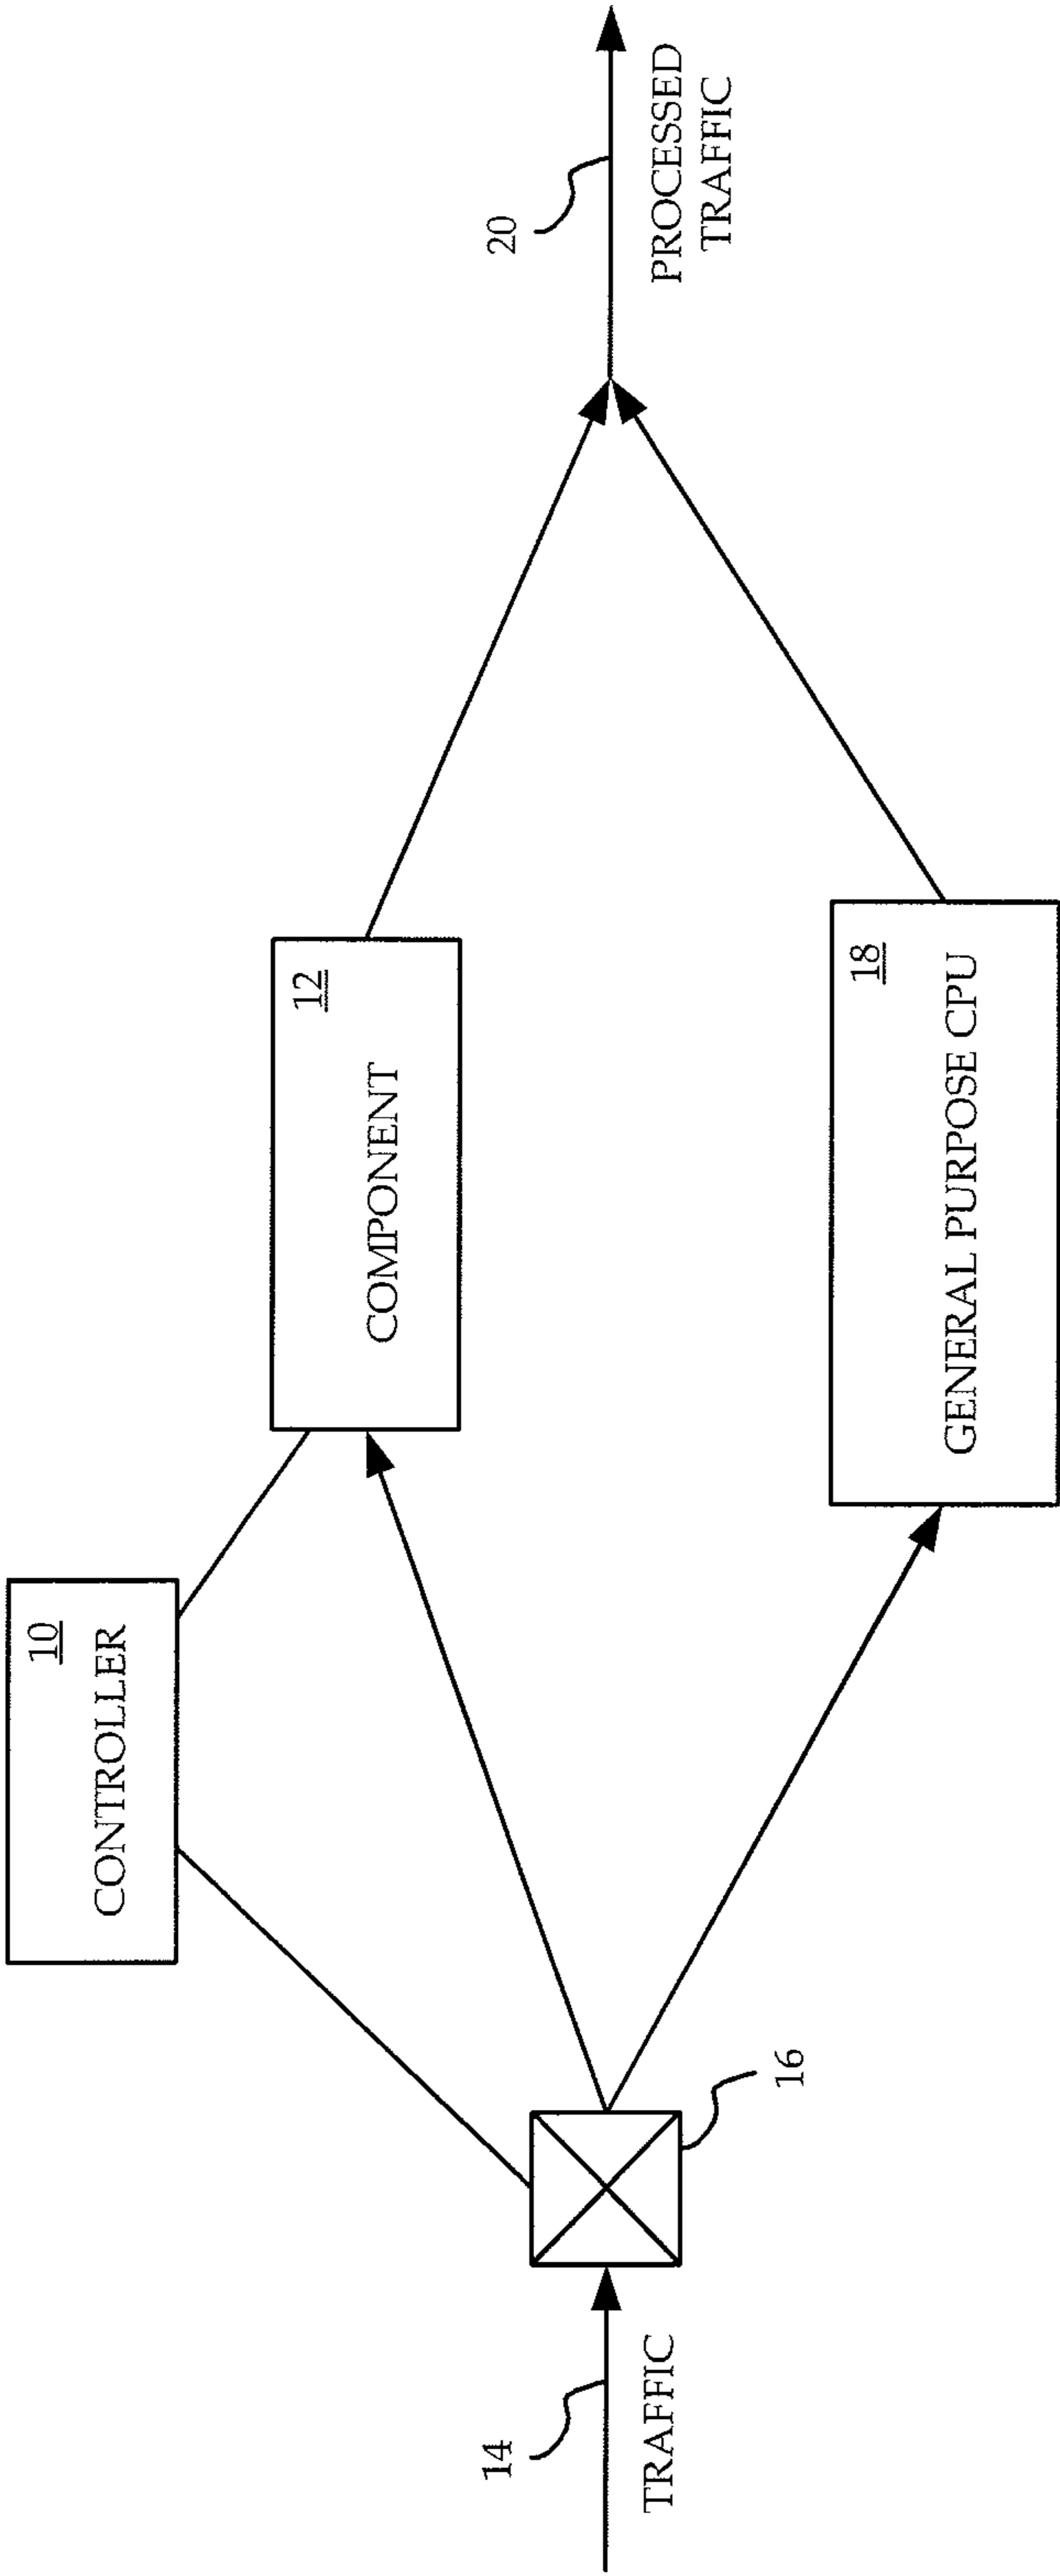 10
CONTROLLER
12
COMPONENT
14
TRAFFIC
16
18
GENERAL PURPOSE CPU
20
PROCESSED
TRAFFIC